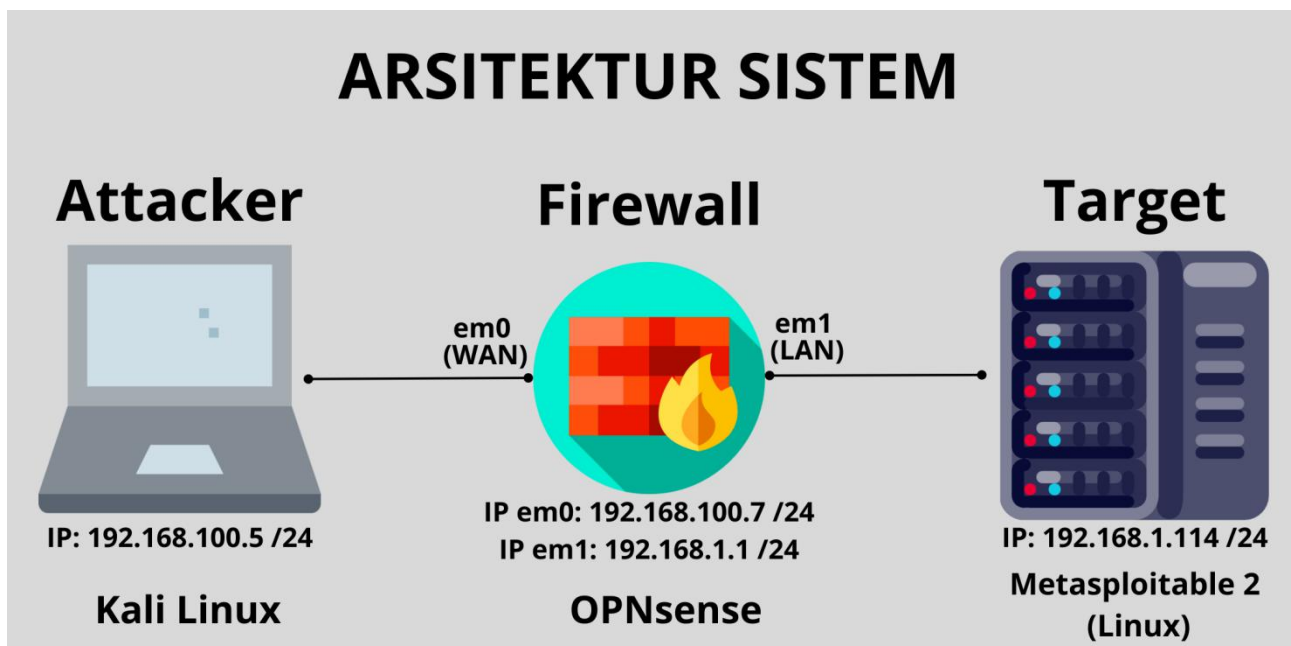 ARSITEKTUR SISTEM
Attacker
Firewall
Target
em0
(WAN)
em1
(LAN)
IP: 192.168.100.5 /24
IP em0: 192.168.100.7 /24
IP em1: 192.168.1.1 /24
IP: 192.168.1.114 /24
Kali Linux
OPNsense
Metasploitable 2
(Linux)